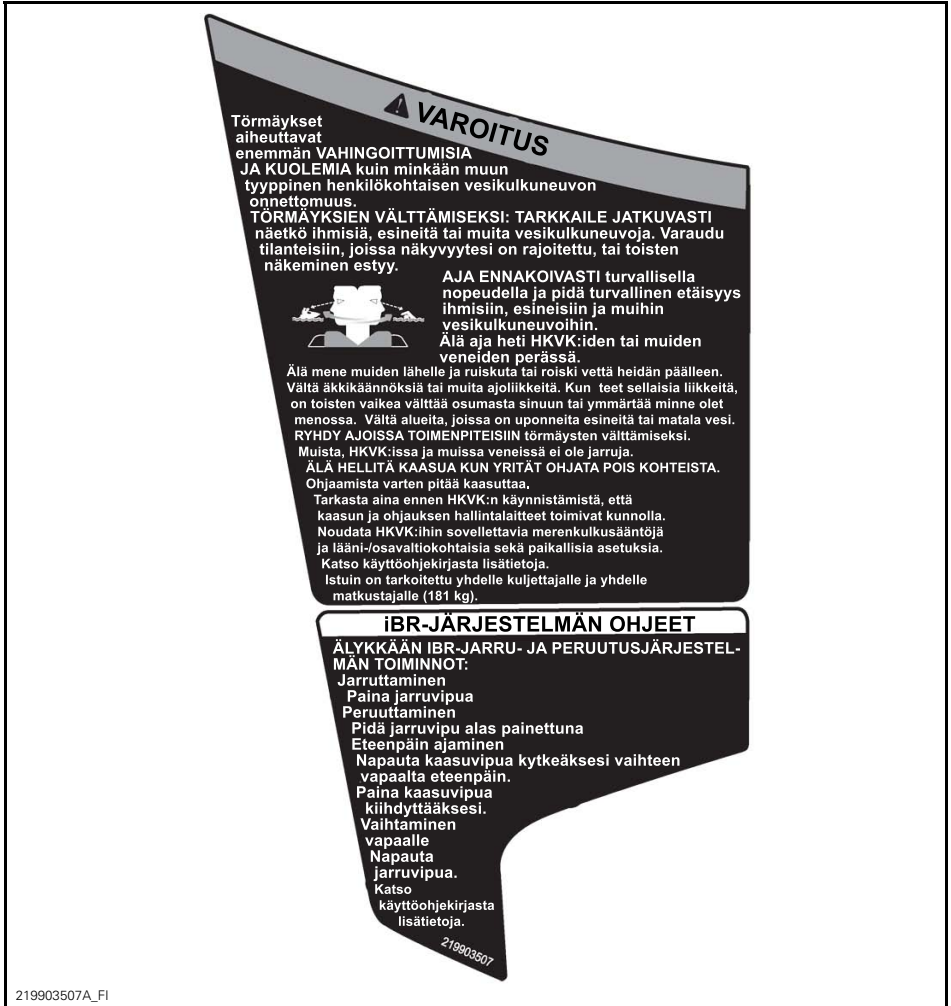 VAROITUS
Törmäykset
aiheuttavat
enemmän VAHINGOITTUMISIA
JA KUOLEMIA kuin minkään muun
tyyppinen henkilökohtaisen vesikulkuneuvon
onnettomuus.
TÖRMÄYKSIEN VÄLTTÄMISEKSI: TARKKAILE JATKUVASTI
näetkö ihmisiä, esineitä tai muita vesikulkuneuvoja. Varaudu
tilanteisiin, joissa näkyvyytesi on rajoitettu, tai toisten
näkeminen estyy.
AJA ENNAKOIVASTI turvallisella
nopeudella ja pidä turvallinen etäisyys
ihmisiin, esineisiin ja muihin
vesikulkuneuvoihin.
Älä aja heti HKVK:iden tai muiden
veneiden perässä.
Älä mene muiden lähelle ja ruiskuta tai roiski vettä heidän päälleen.
Vältä äkkikäännöksiä tai muita ajoliikkeitä. Kun teet sellaisia liikkeitä,
on toisten vaikea välttää osumasta sinuun tai ymmärtää minne olet
menossa. Vältä alueita, joissa on uponneita esineitä tai matala vesi.
RYHDY AJOISSA TOIMENPITEISIIN törmäysten välttämiseksi.
Muista, HKVK:issa ja muissa veneissä ei ole jarruja.
ÄLÄ HELLITÄ KAASUA KUN YRITÄT OHJATA POIS KOHTEISTA.
Ohjaamista varten pitää kaasuttaa.
Tarkasta aina ennen HKVK:n käynnistämistä, että
kaasun ja ohjauksen hallintalaitteet toimivat kunnolla.
Noudata HKVK:ihin sovellettavia merenkulkusääntöjä
ja lääni-/osavaltiokohtaisia sekä paikallisia asetuksia.
Katso käyttöohjekirjasta lisätietoja.
Istuin on tarkoitettu yhdelle kuljettajalle ja yhdelle
matkustajalle (181 kg).
iBR-JÄRJESTELMÄN OHJEET
ÄLYKKÄÄN IBR-JARRU- JA PERUUTUSJÄRJESTEL-
MÄN TOIMINNOT:
Jarruttaminen
Paina jarruvipua
Peruuttaminen
Pidä jarruvipu alas painettuna
Eteenpäin ajaminen
Napauta kaasuvipua kytkeäksesi vaihteen
vapaalta eteenpäin.
Paina kaasuvipua
kiihdyttääksesi.
Vaihtaminen
vapaalle
Napauta
jarruvipua.
Katso
käyttöohjekirjasta
lisätietoja.
219903507
219903507A_FI